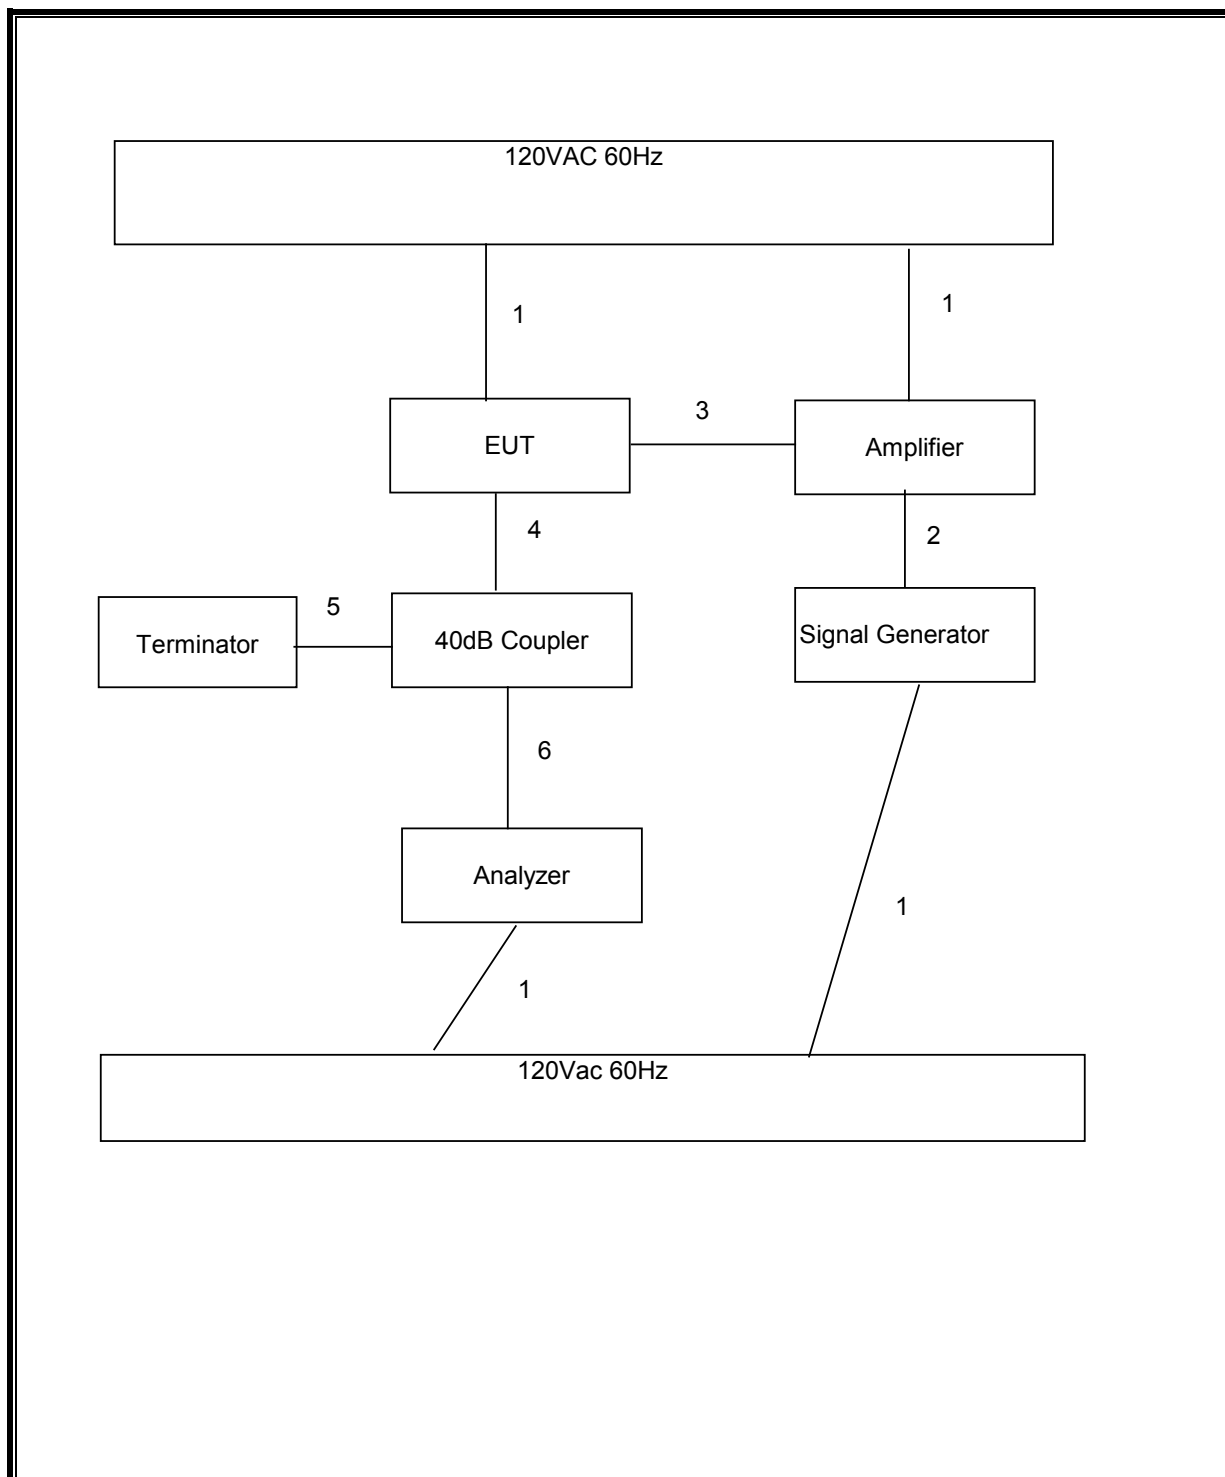 120VAC 60Hz
1
1
3
EUT
Amplifier
4
2
5
Terminator
40dB Coupler
Signal Generator
6
Analyzer
1
1
120Vac 60Hz